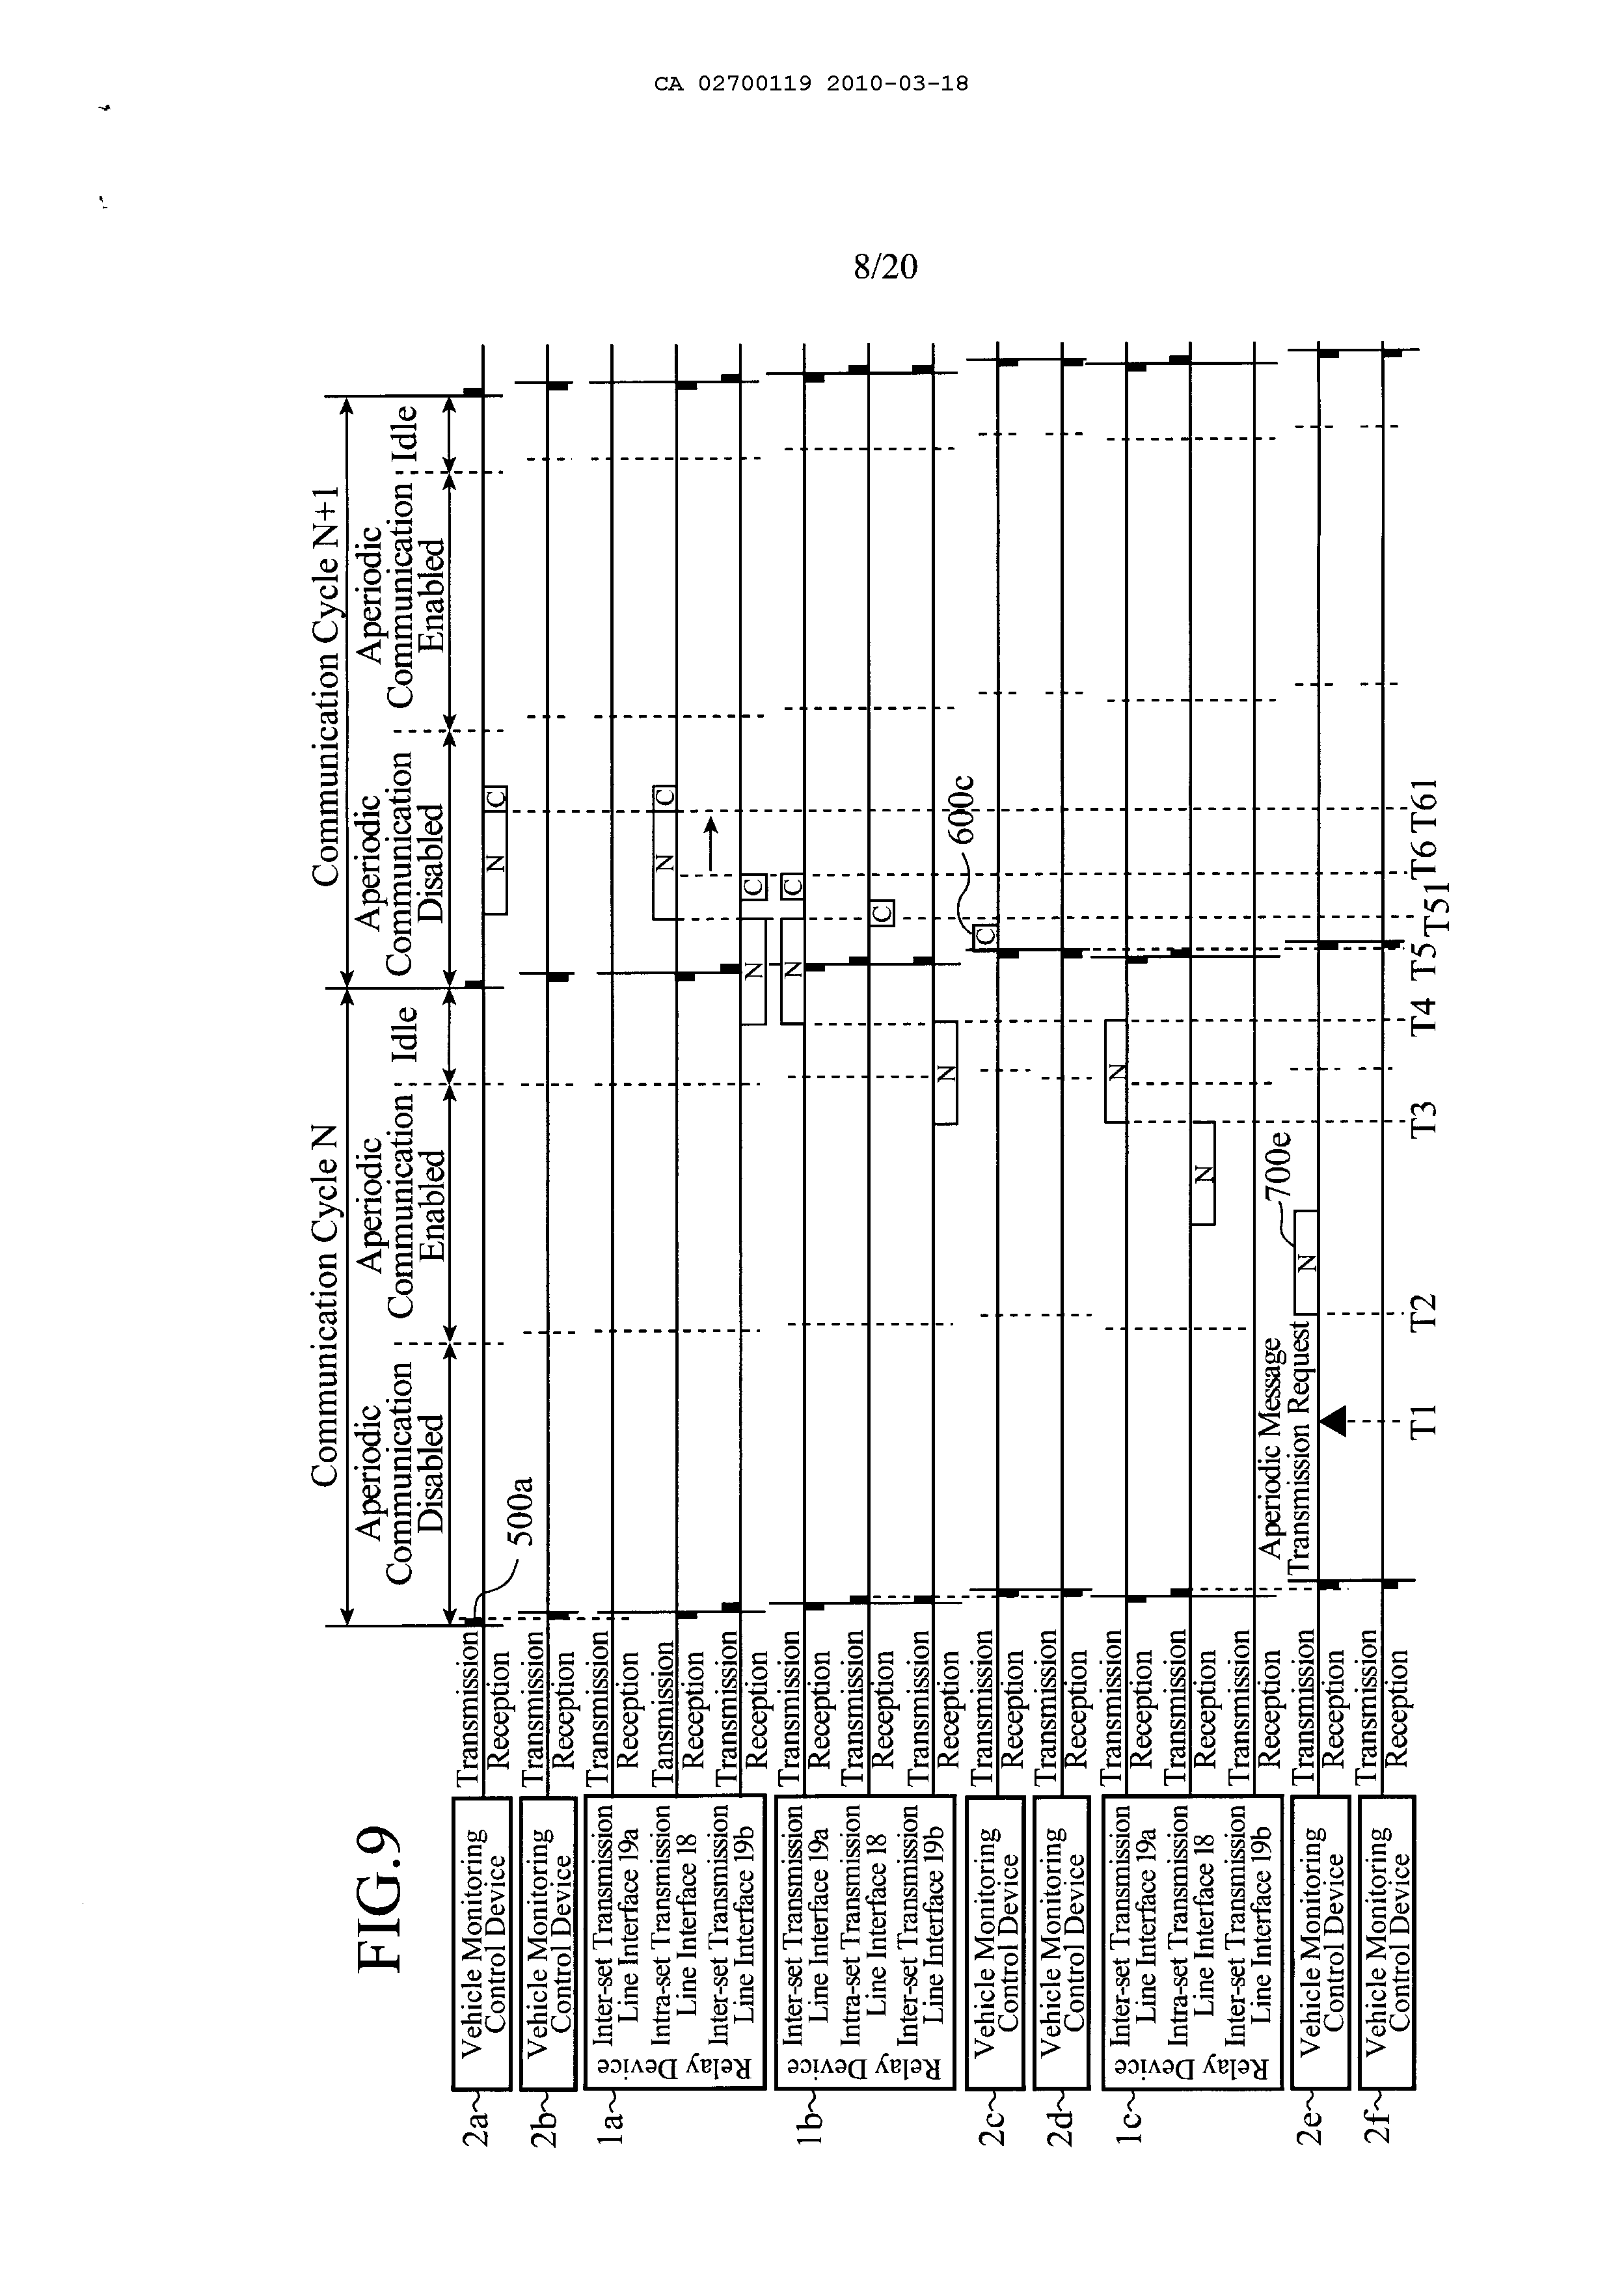 CA 02700119 2010-03-18
8/20
FIG.9
Communication Cycle N
Communication Cycle N+1
Aperiodic
Communication
Disabled
Aperiodic
Communication
Enabled
Idle
Aperiodic
Communication
Disabled
Aperiodic
Communication
Enabled
Idle
500a
2a
Vehicle Monitoring
Control Device
Transmission
Reception
N
C
2b
Vehicle Monitoring
Control Device
Transmission
Reception
1a
Relay Device
Inter-set Transmission
Line Interface 19a
Transmission
Reception
Intra-set Transmission
Line Interface 18
Tansmission
Reception
N
C
Inter-set Transmission
Line Interface 19b
Transmission
Reception
N
C
1b
Relay Device
Inter-set Transmission
Line Interface 19a
Transmission
Reception
N
C
Intra-set Transmission
Line Interface 18
Transmission
Reception
C
Inter-set Transmission
Line Interface 19b
Transmission
Reception
N
600c
2c
Vehicle Monitoring
Control Device
Transmission
Reception
C
2d
Vehicle Monitoring
Control Device
Transmission
Reception
1c
Relay Device
Inter-set Transmission
Line Interface 19a
Transmission
Reception
N
Intra-set Transmission
Line Interface 18
Transmission
Reception
N
Inter-set Transmission
Line Interface 19b
Transmission
Reception
Aperiodic Message
Transmission Request
700e
2e
Vehicle Monitoring
Control Device
Transmission
Reception
N
2f
Vehicle Monitoring
Control Device
Transmission
Reception
T1
T2
T3
T4
T5
T51
T6
T61